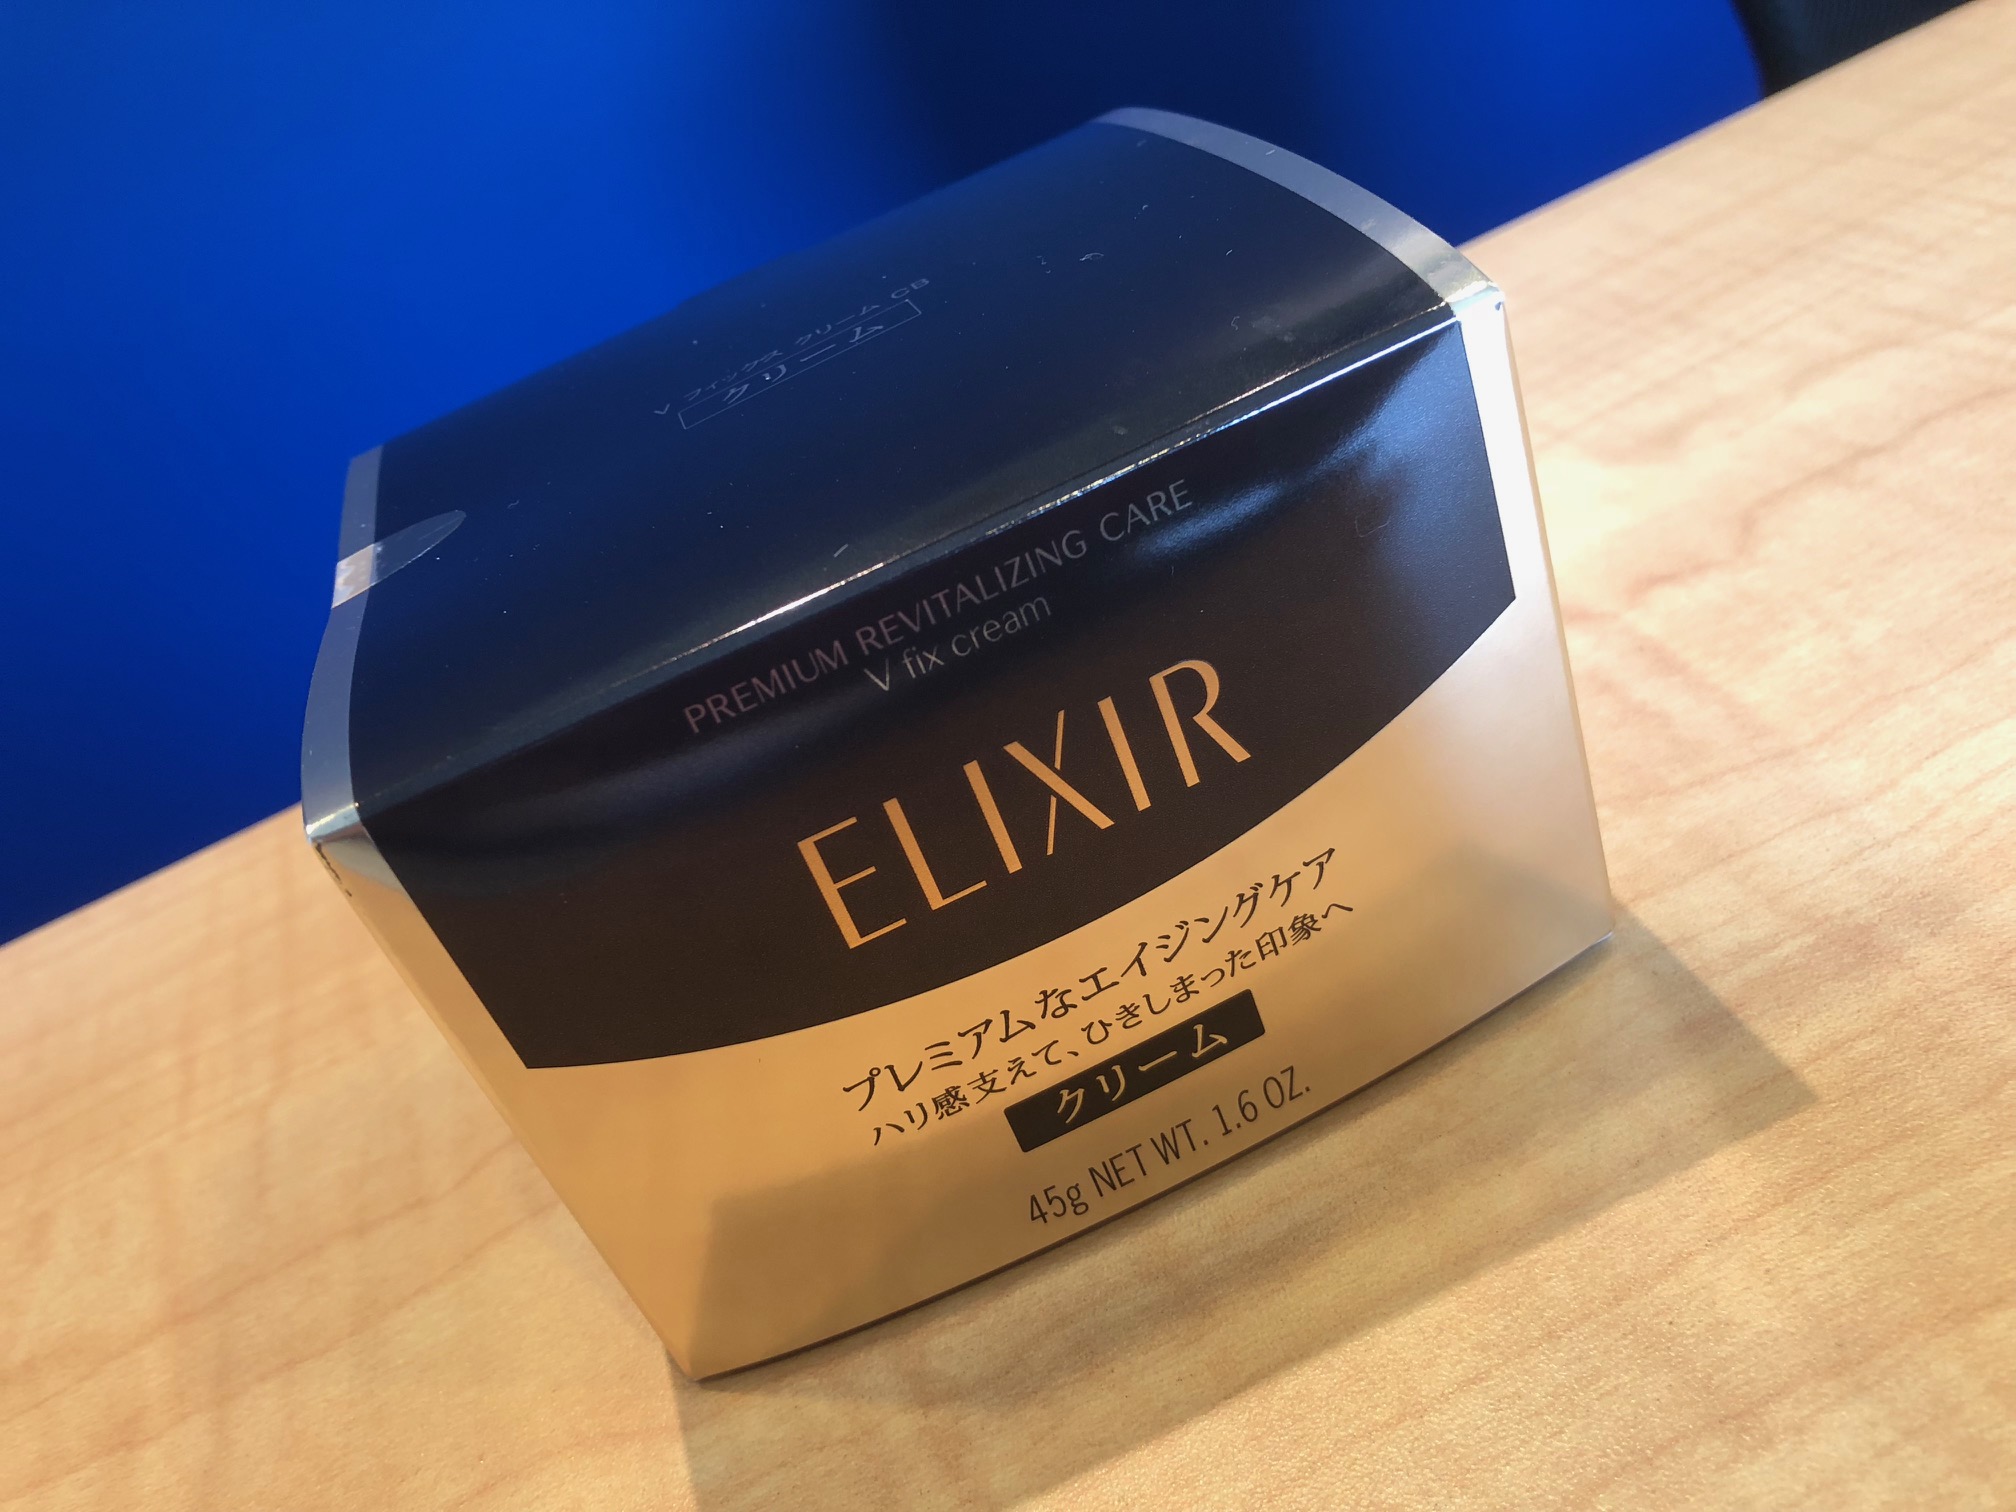 V フィックス クリーム CB
クリーム
PREMIUM REVITALIZING CARE
V fix cream
ELIXIR
プレミアムなエイジングケア
ハリ感支えて、ひきしまった印象へ
クリーム
45g NET WT. 1.6 OZ.